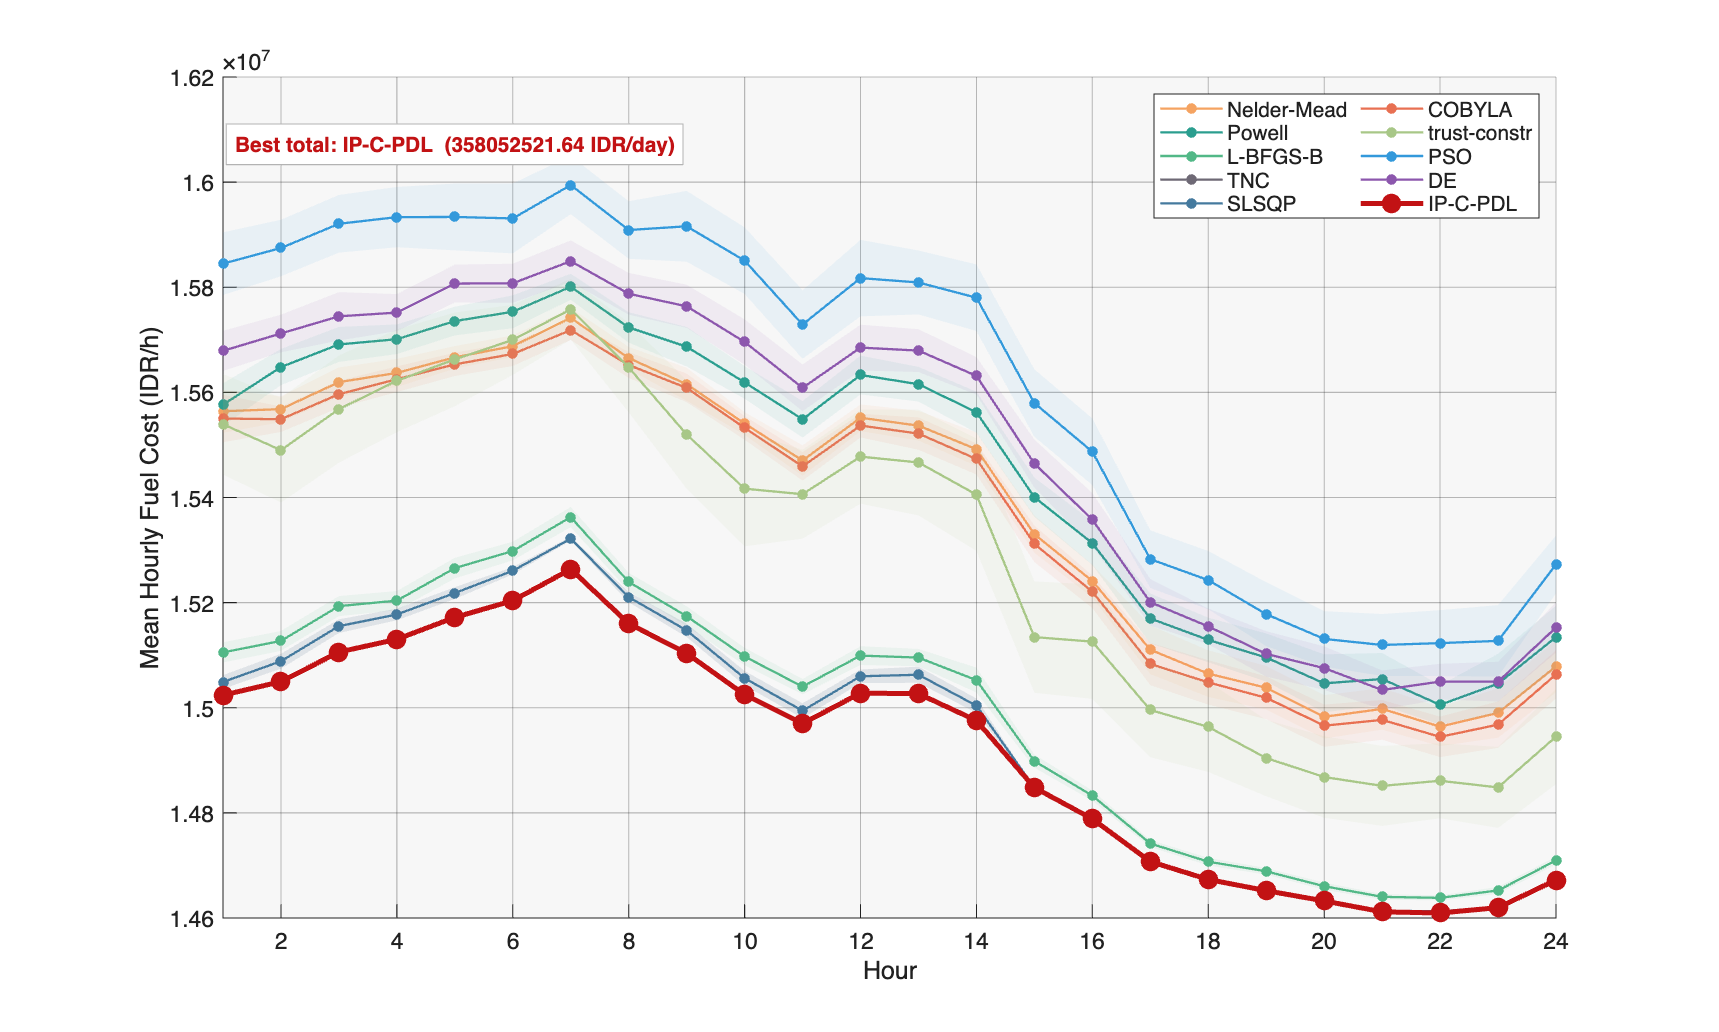 ×10⁷
1.62
1.6
1.58
1.56
1.54
1.52
1.5
1.48
1.46
Mean Hourly Fuel Cost (IDR/h)
Best total: IP-C-PDL (358052521.64 IDR/day)
Nelder-Mead
Powell
L-BFGS-B
TNC
SLSQP
COBYLA
trust-constr
PSO
DE
IP-C-PDL
2 4 6 8 10 12 14 16 18 20 22 24
Hour